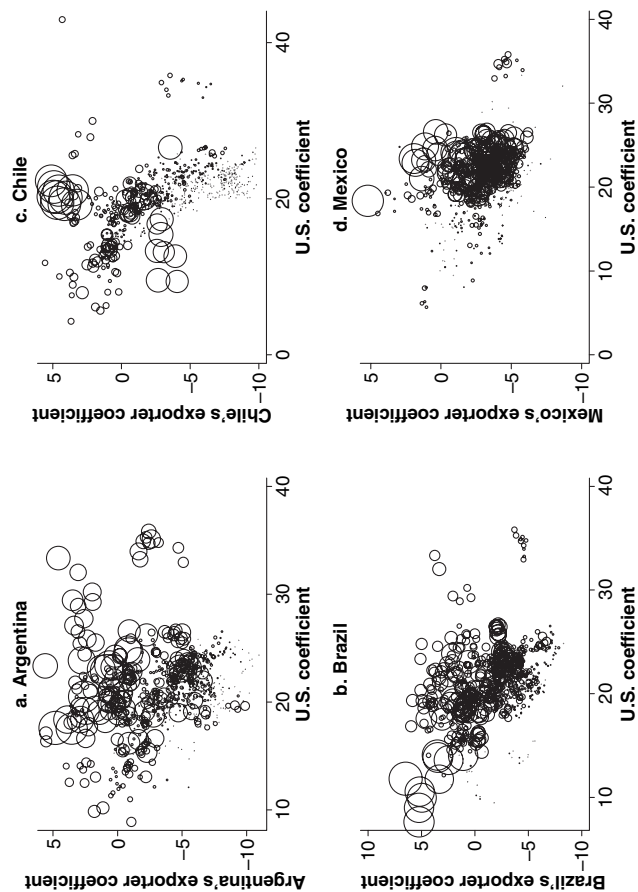 a. Argentina
Argentina's exporter coefficient
5
0
−5
−10
10 20 30 40
U.S. coefficient
c. Chile
Chile's exporter coefficient
5
0
−5
−10
0 20 40
U.S. coefficient
b. Brazil
Brazil's exporter coefficient
10
5
0
−5
−10
10 20 30 40
U.S. coefficient
d. Mexico
Mexico's exporter coefficient
5
0
−5
−10
0 10 20 30 40
U.S. coefficient